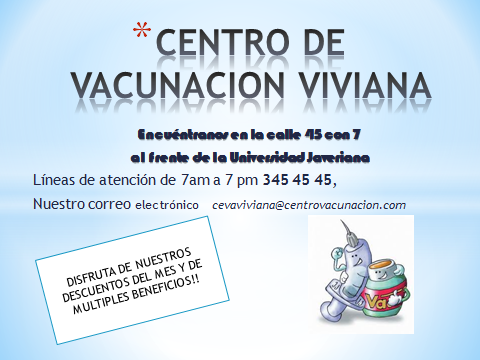 * CENTRO DE
VACUNACION VIVIANA
Encuéntranos en la calle 45 con 7
al frente de la Universidad Javeriana
Líneas de atención de 7am a 7 pm 345 45 45,
Nuestro correo electrónico cevaviviana@centrovacunacion.com
DISFRUTA DE NUESTROS
DESCUENTOS DEL MES Y DE
MULTIPLES BENEFICIOS!!
Va